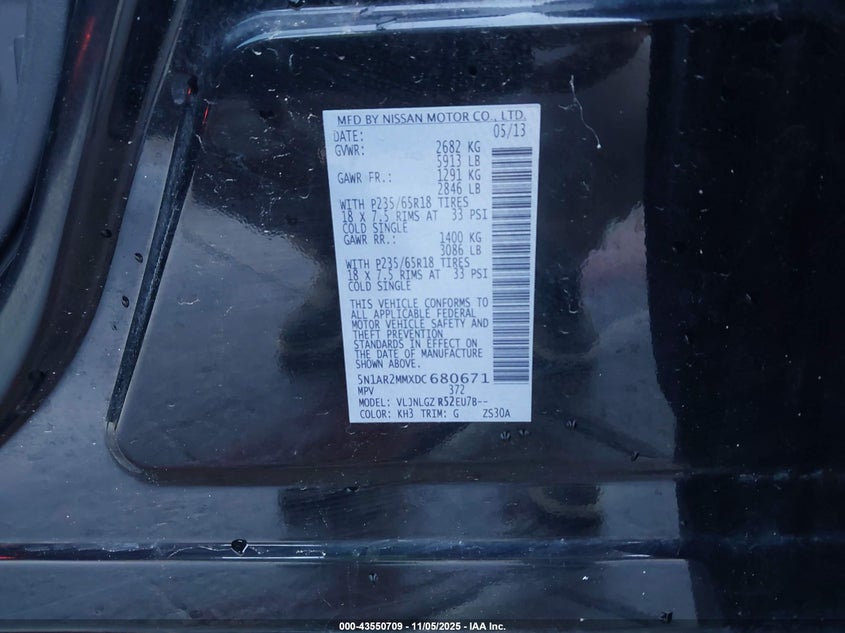 MFD BY NISSAN MOTOR CO., LTD.
DATE: 05/13
GVWR: 2682 KG
5913 LB
GAWR FR.: 1291 KG
2846 LB
WITH P235/65R18 TIRES
18 X 7.5 RIMS AT 33 PSI
COLD SINGLE
GAWR RR.: 1400 KG
3086 LB
WITH P235/65R18 TIRES
18 X 7.5 RIMS AT 33 PSI
COLD SINGLE
THIS VEHICLE CONFORMS TO
ALL APPLICABLE FEDERAL
MOTOR VEHICLE SAFETY AND
THEFT PREVENTION
STANDARDS IN EFFECT ON
THE DATE OF MANUFACTURE
SHOWN ABOVE.
5N1AR2MMXDC680671
MPV 372
MODEL: VLJNLGZ R52EU7B--
COLOR: KH3 TRIM: G ZS30A
000-43550709 - 11/05/2025 - IAA Inc.